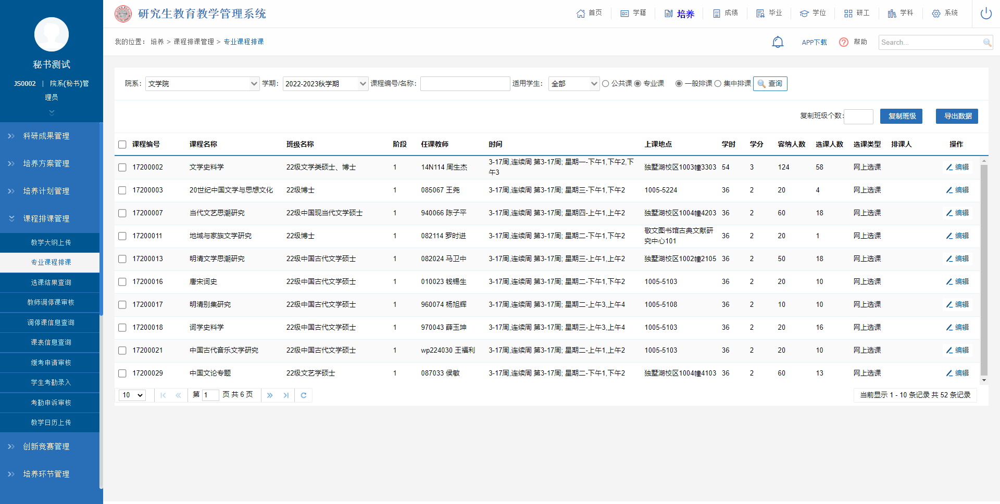 研究生教育教学管理系统
首页 学籍 培养 成绩 毕业 学位 研工 学科 系统
秘书测试
JS0002 | 院系(秘书)管
理员
我的位置： 培养 > 课程排课管理 > 专业课程排课
APP下载 帮助 Search...
科研成果管理
培养方案管理
培养计划管理
课程排课管理
教学大纲上传
专业课程排课
选课结果查询
教师调停课审核
调停课信息查询
课表信息查询
缓考申请审核
学生考勤录入
考勤申诉审核
教学日历上传
创新竞赛管理
培养环节管理
院系： 文学院 学期： 2022-2023秋学期 课程编号/名称： 适用学生： 全部 公共课 专业课 一般排课 集中排课 查询
复制班级个数: 复制班级 导出数据
课程编号 课程名称 班级名称 阶段 任课教师 时间 上课地点 学时 学分 容纳人数 选课人数 选课类型 排课人 操作
17200002 文学史料学 22级文学类硕士、博士 1 14N114 周生杰 3-17周,连续周 第3-17周; 星期一-下午1,下午2,下
午3 独墅湖校区1003幢3303 54 3 124 58 网上选课 编辑
17200003 20世纪中国文学与思想文化 22级博士 1 085067 王尧 3-17周,连续周 第3-17周; 星期三-下午1,下午2 1005-5224 36 2 20 4 网上选课 编辑
17200007 当代文艺思潮研究 22级中国现当代文学硕士 1 940066 陈子平 3-17周,连续周 第3-17周; 星期四-上午1,上午2 独墅湖校区1004幢4203 36 2 60 18 网上选课 编辑
17200011 地域与家族文学研究 22级博士 1 082114 罗时进 3-17周,连续周 第3-17周; 星期二-下午1,下午2 敬文图书馆古典文献研
究中心101 36 2 20 1 网上选课 编辑
17200013 明清文学思潮研究 22级中国古代文学硕士 1 082024 马卫中 3-17周,连续周 第3-17周; 星期三-上午1,上午2 独墅湖校区1002幢2105 36 2 50 18 网上选课 编辑
17200016 唐宋词史 22级中国古代文学硕士 1 010023 钱锡生 3-17周,连续周 第3-17周; 星期二-下午1,下午2 1005-5103 36 2 20 10 网上选课 编辑
17200017 明清别集研究 22级中国古代文学硕士 1 960074 杨旭辉 3-17周,连续周 第3-17周; 星期二-上午3,上午4 1005-5108 36 2 10 10 网上选课 编辑
17200018 词学史料学 22级中国古代文学硕士 1 970043 薛玉坤 3-17周,连续周 第3-17周; 星期三-上午3,上午4 1005-5103 36 2 20 16 网上选课 编辑
17200021 中国古代音乐文学研究 22级中国古代文学硕士 1 wp224030 王福利 3-17周,连续周 第3-17周; 星期二-上午1,上午2 1005-5103 36 2 20 10 网上选课 编辑
17200029 中国文论专题 22级文艺学硕士 1 087033 侯敏 3-17周,连续周 第3-17周; 星期二-下午1,下午2 独墅湖校区1004幢4103 36 2 60 13 网上选课 编辑
10 第 1 页 共 6 页 当前显示 1 - 10 条记录 共 52 条记录